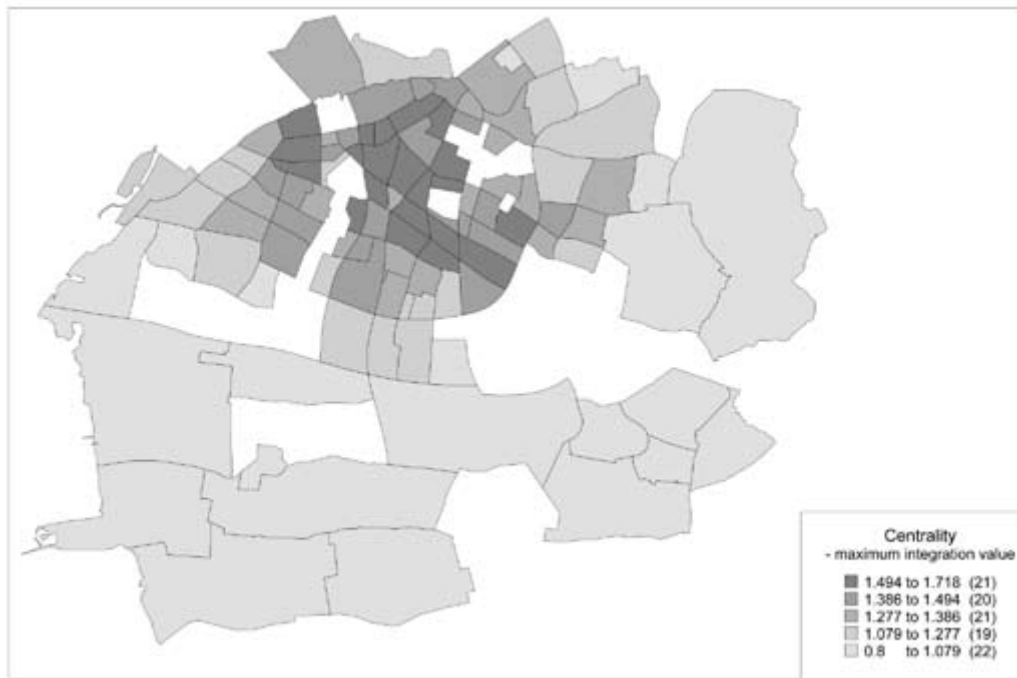 Centrality
- maximum integration value
1.494 to 1.718 (21)
1.386 to 1.494 (20)
1.277 to 1.386 (21)
1.079 to 1.277 (19)
0.8 to 1.079 (22)